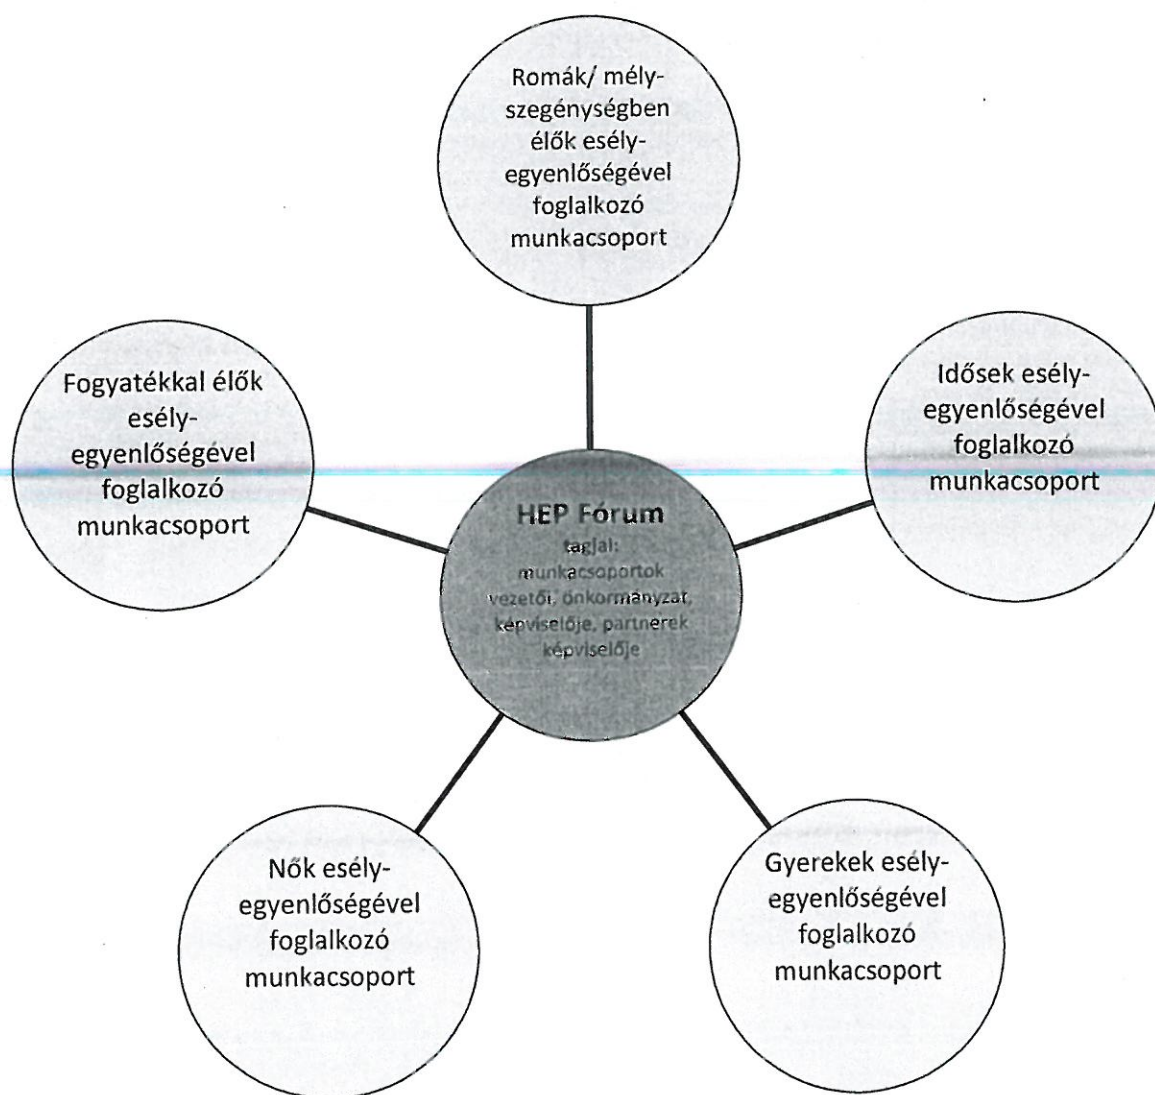 Romák/ mély-
szegénységben
élők esély-
egyenlőségével
foglalkozó
munkacsoport
Fogyatékkal élők
esély-
egyenlőségével
foglalkozó
munkacsoport
Idősek esély-
egyenlőségével
foglalkozó
munkacsoport
HEP Fórum
tagjai:
munkacsoportok
vezetői, önkormányzat,
képviselője, partnerek
képviselője
Nők esély-
egyenlőségével
foglalkozó
munkacsoport
Gyerekek esély-
egyenlőségével
foglalkozó
munkacsoport